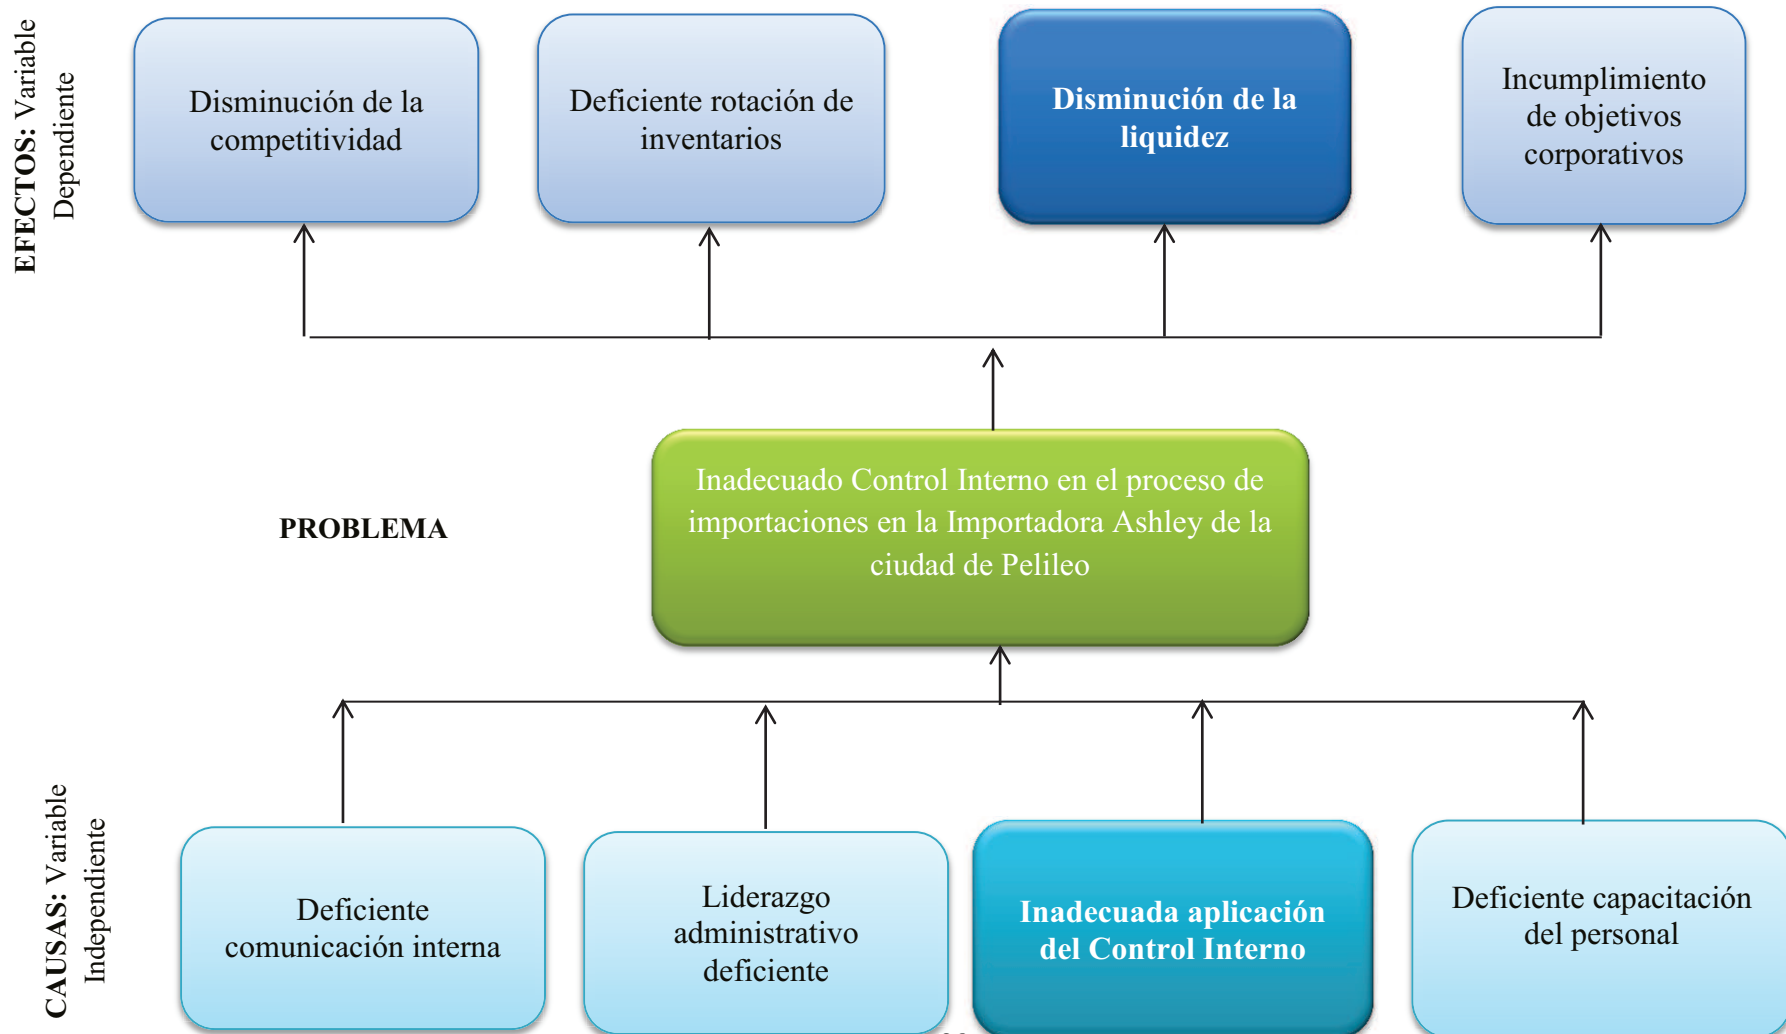 EFECTOS: Variable
Dependiente
Disminución de la
competitividad
Deficiente rotación de
inventarios
Disminución de la
liquidez
Incumplimiento
de objetivos
corporativos
PROBLEMA
Inadecuado Control Interno en el proceso de
importaciones en la Importadora Ashley de la
ciudad de Pelileo
CAUSAS: Variable
Independiente
Deficiente
comunicación interna
Liderazgo
administrativo
deficiente
Inadecuada aplicación
del Control Interno
Deficiente capacitación
del personal